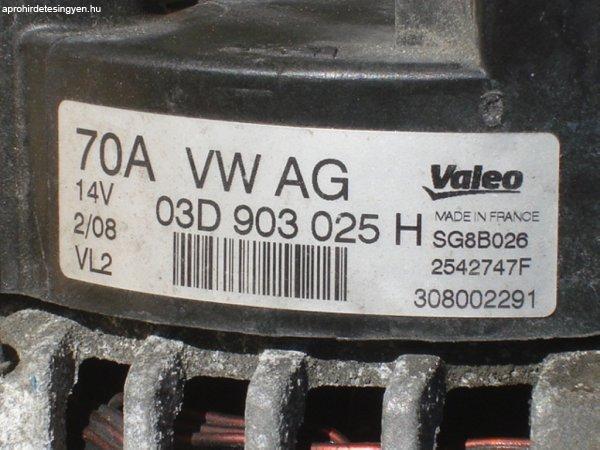 aprohirdetesingyen.hu
70A VW AG
14V
03D 903 025 H
2/08
VL2
Valeo
MADE IN FRANCE
SG8B026
2542747F
308002291